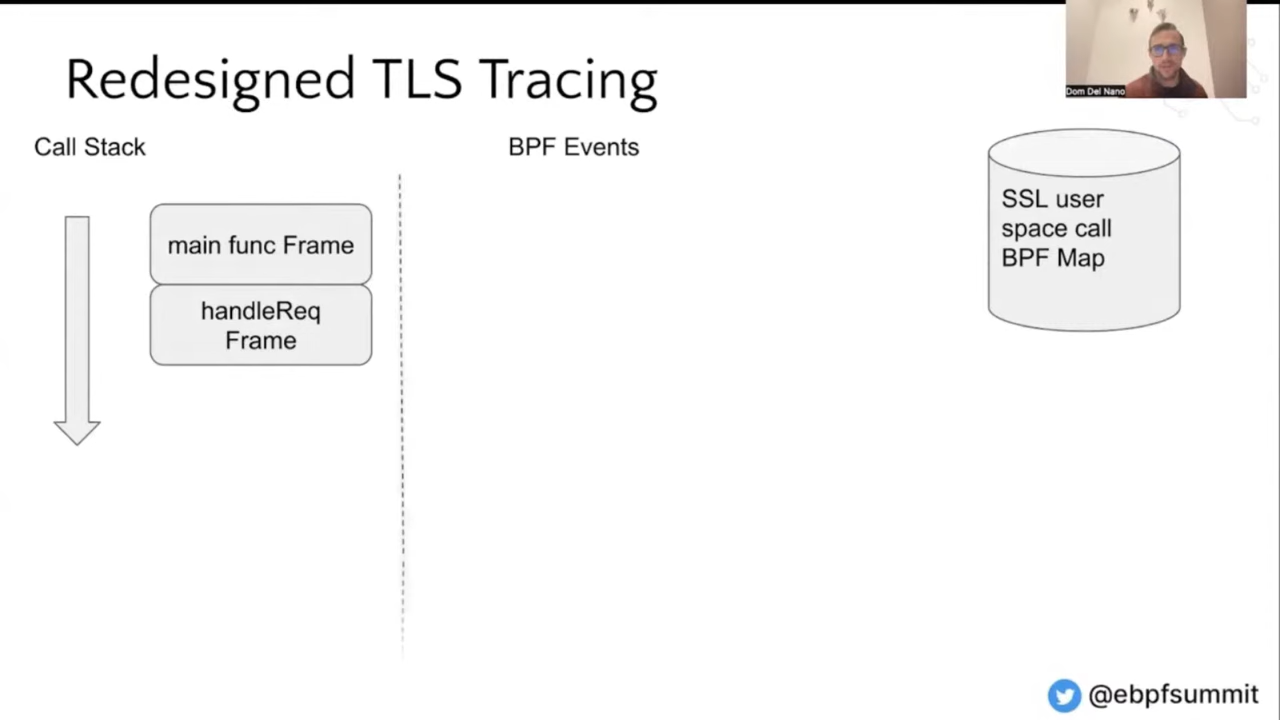 Redesigned TLS Tracing
Dom Del Nano
Call Stack
BPF Events
main func Frame
handleReq
Frame
SSL user
space call
BPF Map
@ebpfsummit